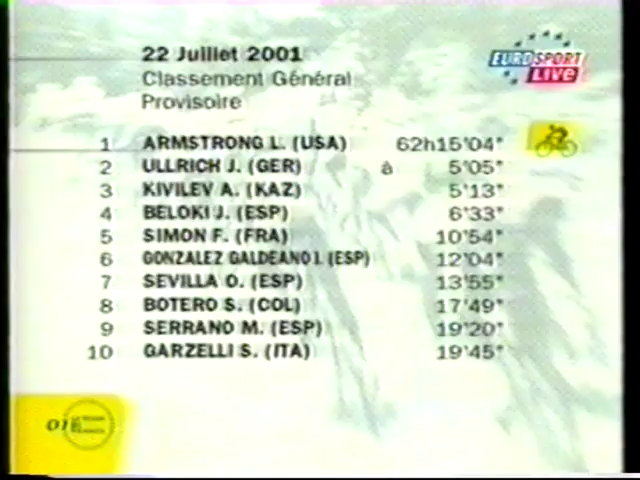 22 Juillet 2001
Classement Général
Provisoire
EUROSPORT
LIVE
1 ARMSTRONG L. (USA) 62h15'04"
2 ULLRICH J. (GER) à 5'05"
3 KIVILEV A. (KAZ) 5'13"
4 BELOKI J. (ESP) 6'33"
5 SIMON F. (FRA) 10'54"
6 GONZALEZ GALDEANO I. (ESP) 12'04"
7 SEVILLA O. (ESP) 13'55"
8 BOTERO S. (COL) 17'49"
9 SERRANO M. (ESP) 19'20"
10 GARZELLI S. (ITA) 19'45"
01